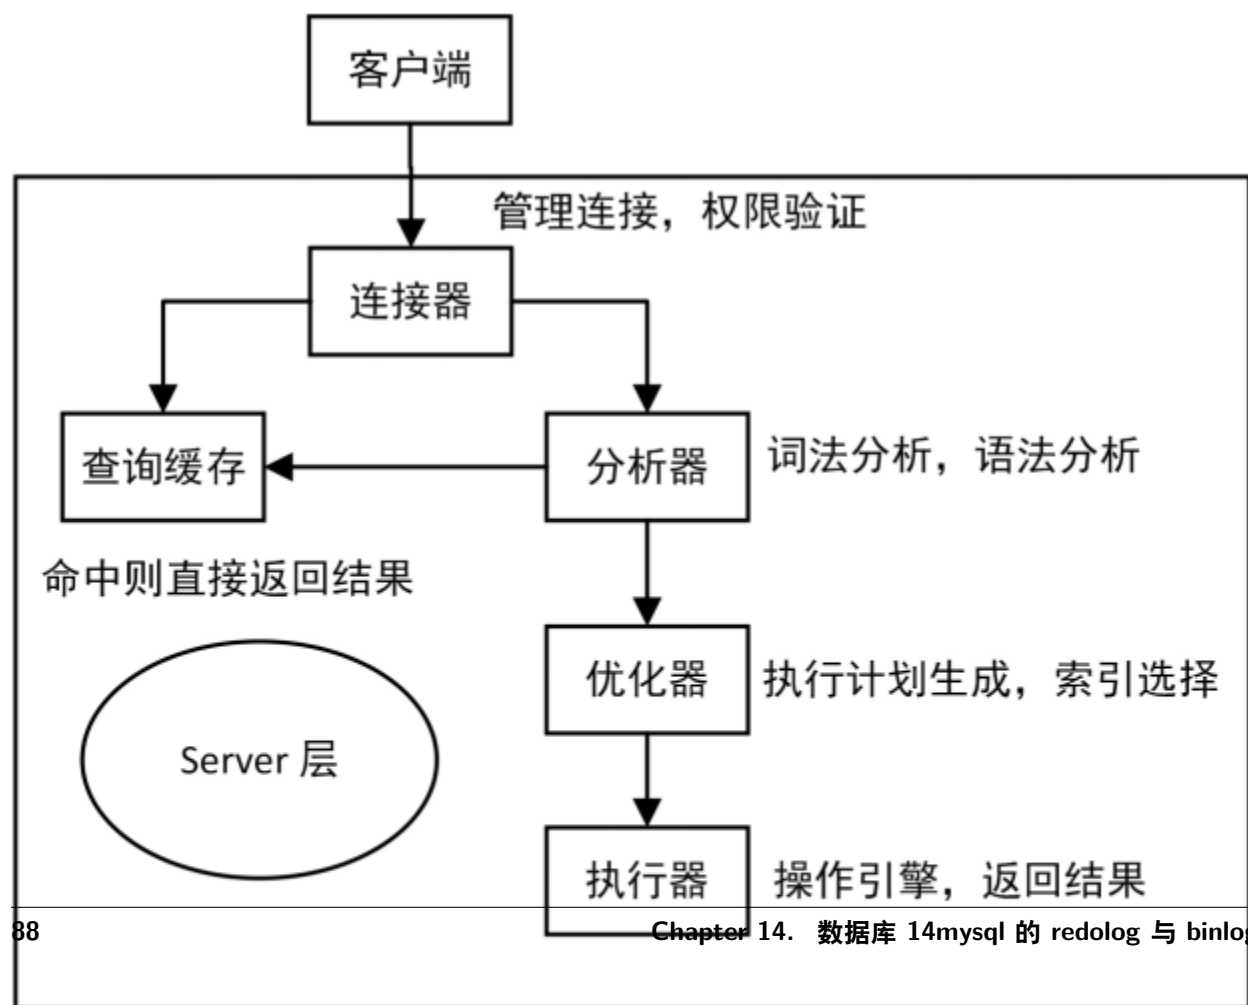 客户端
管理连接，权限验证
连接器
查询缓存
分析器
词法分析，语法分析
命中则直接返回结果
优化器
执行计划生成，索引选择
Server 层
执行器
操作引擎，返回结果
88
Chapter 14. 数据库 14mysql 的 redolog 与 binlog